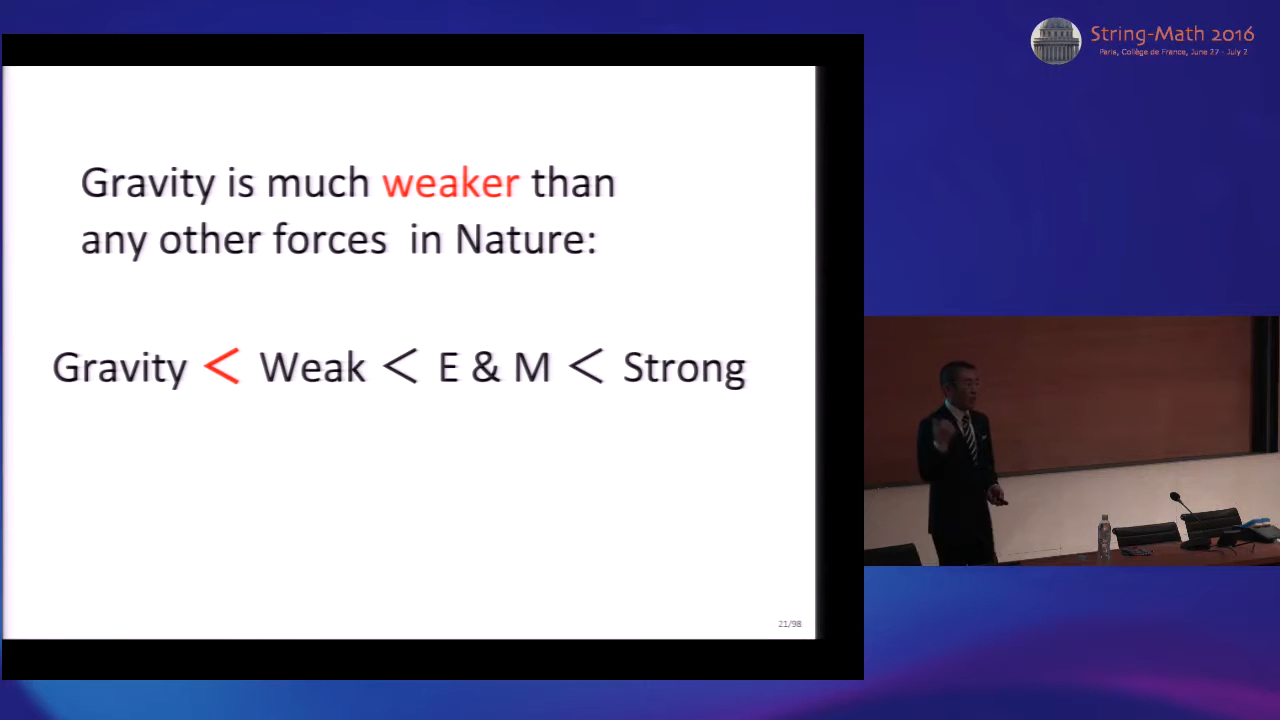 String-Math 2016
Paris, Collège de France, June 27 - July 2
Gravity is much weaker than
any other forces in Nature:
Gravity < Weak < E & M < Strong
21/98